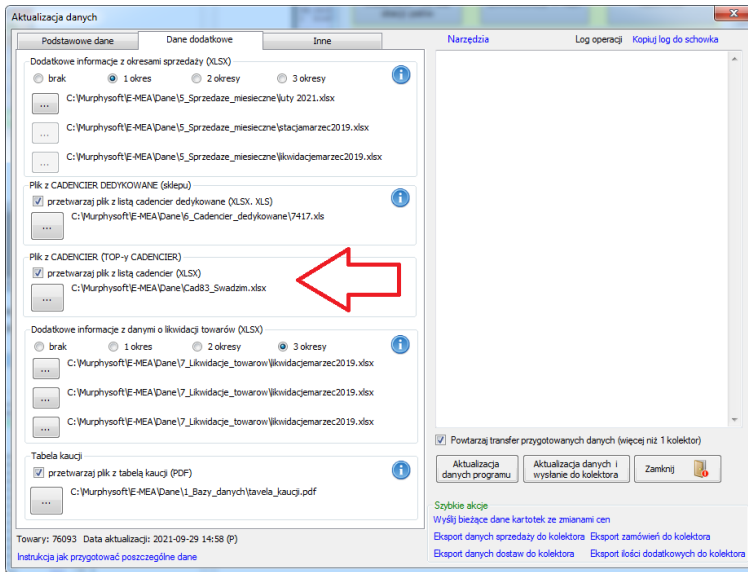 Aktualizacja danych
Podstawowe dane
Dane dodatkowe
Inne
Dodatkowe informacje z okresami sprzedaży (XLSX)
brak 1 okres 2 okresy 3 okresy
... C:\Murphysoft\E-MEA\Dane\5_Sprzedaze_miesieczne\luty 2021.xlsx
... C:\Murphysoft\E-MEA\Dane\5_Sprzedaze_miesieczne\stacjamarzec2019.xlsx
... C:\Murphysoft\E-MEA\Dane\5_Sprzedaze_miesieczne\likwidacjemarzec2019.xlsx
Plik z CADENCIER DEDYKOWANE (sklepu)
przetwarzaj plik z listą cadencier dedykowane (XLSX. XLS)
... C:\Murphysoft\E-MEA\Dane\6_Cadencier_dedykowane\7417.xls
Plik z CADENCIER (TOP-y CADENCIER)
przetwarzaj plik z listą cadencier (XLSX)
... C:\Murphysoft\E-MEA\Dane\Cad83_Swadzim.xlsx
Dodatkowe informacje z danymi o likwidacji towarów (XLSX)
brak 1 okres 2 okresy 3 okresy
... C:\Murphysoft\E-MEA\Dane\7_Likwidacje_towarow\likwidacjemarzec2019.xlsx
... C:\Murphysoft\E-MEA\Dane\7_Likwidacje_towarow\likwidacjemarzec2019.xlsx
... C:\Murphysoft\E-MEA\Dane\7_Likwidacje_towarow\likwidacjemarzec2019.xlsx
Tabela kaucji
przetwarzaj plik z tabelą kaucji (PDF)
... C:\Murphysoft\E-MEA\Dane\1_Bazy_danych\tavela_kaucji.pdf
Towary: 76093 Data aktualizacji: 2021-09-29 14:58 (P)
Instrukcja jak przygotować poszczególne dane
Narzędzia
Log operacji
Kopiuj log do schowka
Powtarzaj transfer przygotowanych danych (więcej niż 1 kolektor)
Aktualizacja
danych programu
Aktualizacja danych i
wysłanie do kolektora
Zamknij
Szybkie akcje
Wyślij bieżące dane kartotek ze zmianami cen
Eksport danych sprzedaży do kolektora
Eksport zamówień do kolektora
Eksport danych dostaw do kolektora
Eksport ilości dodatkowych do kolektora